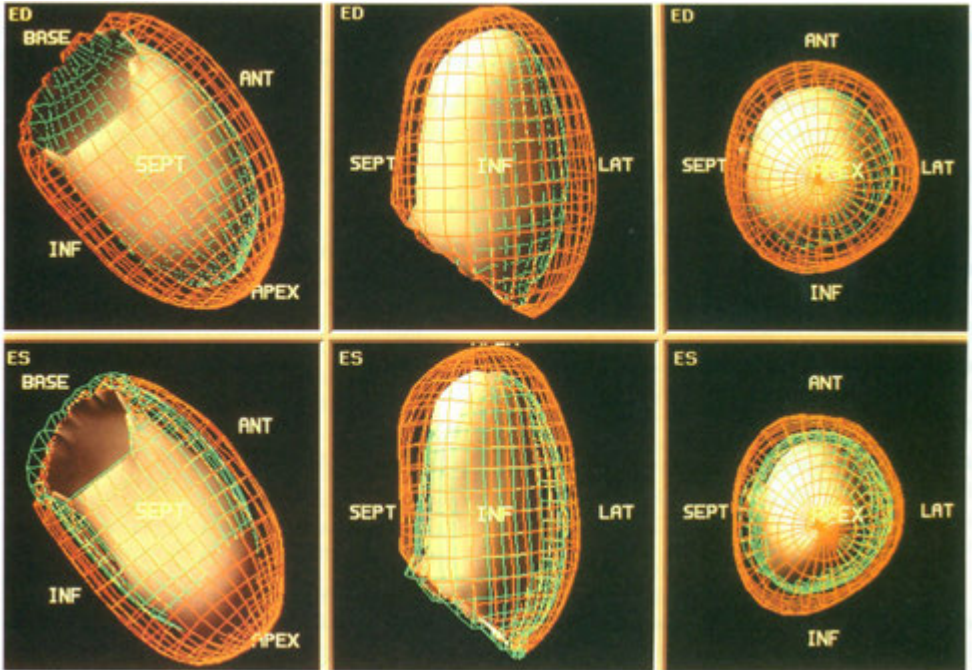 ED
BASE
ANT
SEPT
INF
APEX
ED
SEPT
INF
LAT
ED
ANT
SEPT
APEX
LAT
INF
ES
BASE
ANT
SEPT
INF
APEX
ES
SEPT
INF
LAT
ES
ANT
SEPT
APEX
LAT
INF